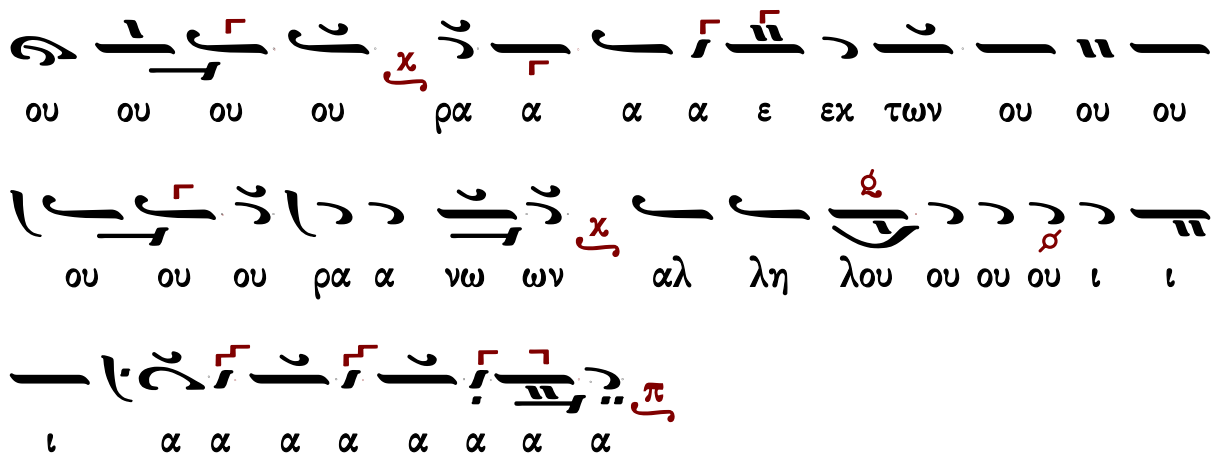 ου ου ου ου ρα α α α ε εκ των ου ου ου
ου ου ου ρα α νω ων αλ λη λου ου ου ου ι ι
ι α α α α α α α α